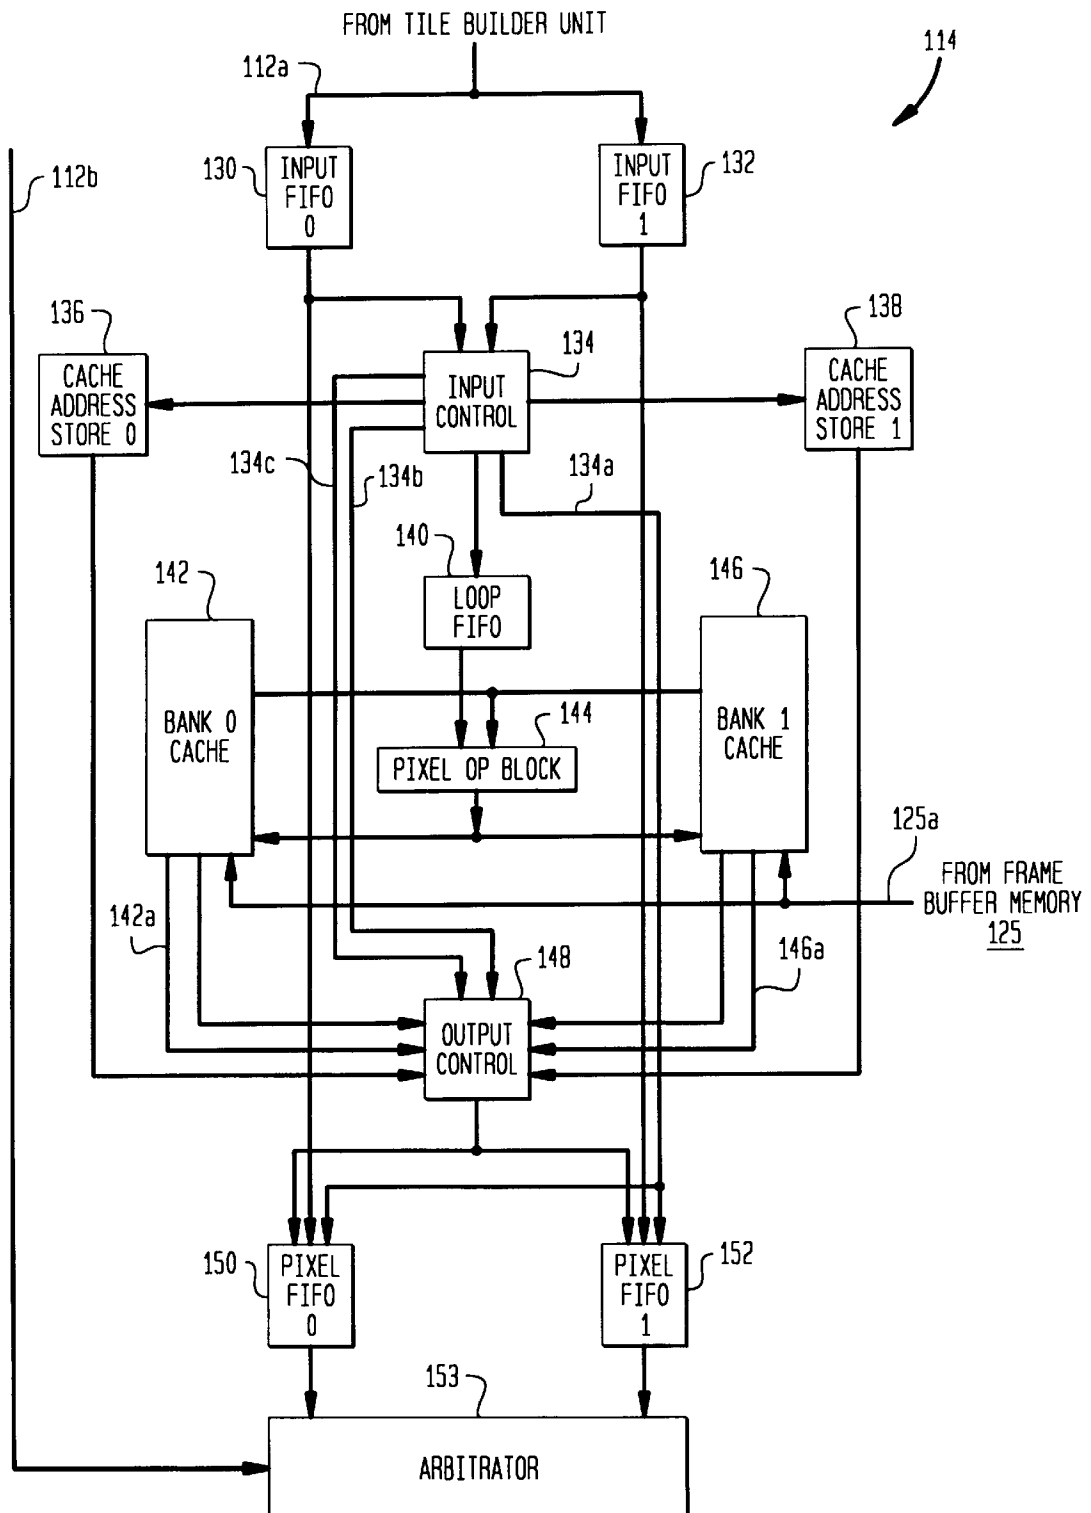 FROM TILE BUILDER UNIT
114
112a
112b
130
INPUT
FIFO
0
INPUT
FIFO
1
132
136
CACHE
ADDRESS
STORE 0
134
INPUT
CONTROL
138
CACHE
ADDRESS
STORE 1
134c
134b
134a
140
LOOP
FIFO
142
BANK 0
CACHE
146
BANK 1
CACHE
144
PIXEL OP BLOCK
125a
FROM FRAME
BUFFER MEMORY
125
142a
146a
148
OUTPUT
CONTROL
150
PIXEL
FIFO
0
152
PIXEL
FIFO
1
153
ARBITRATOR